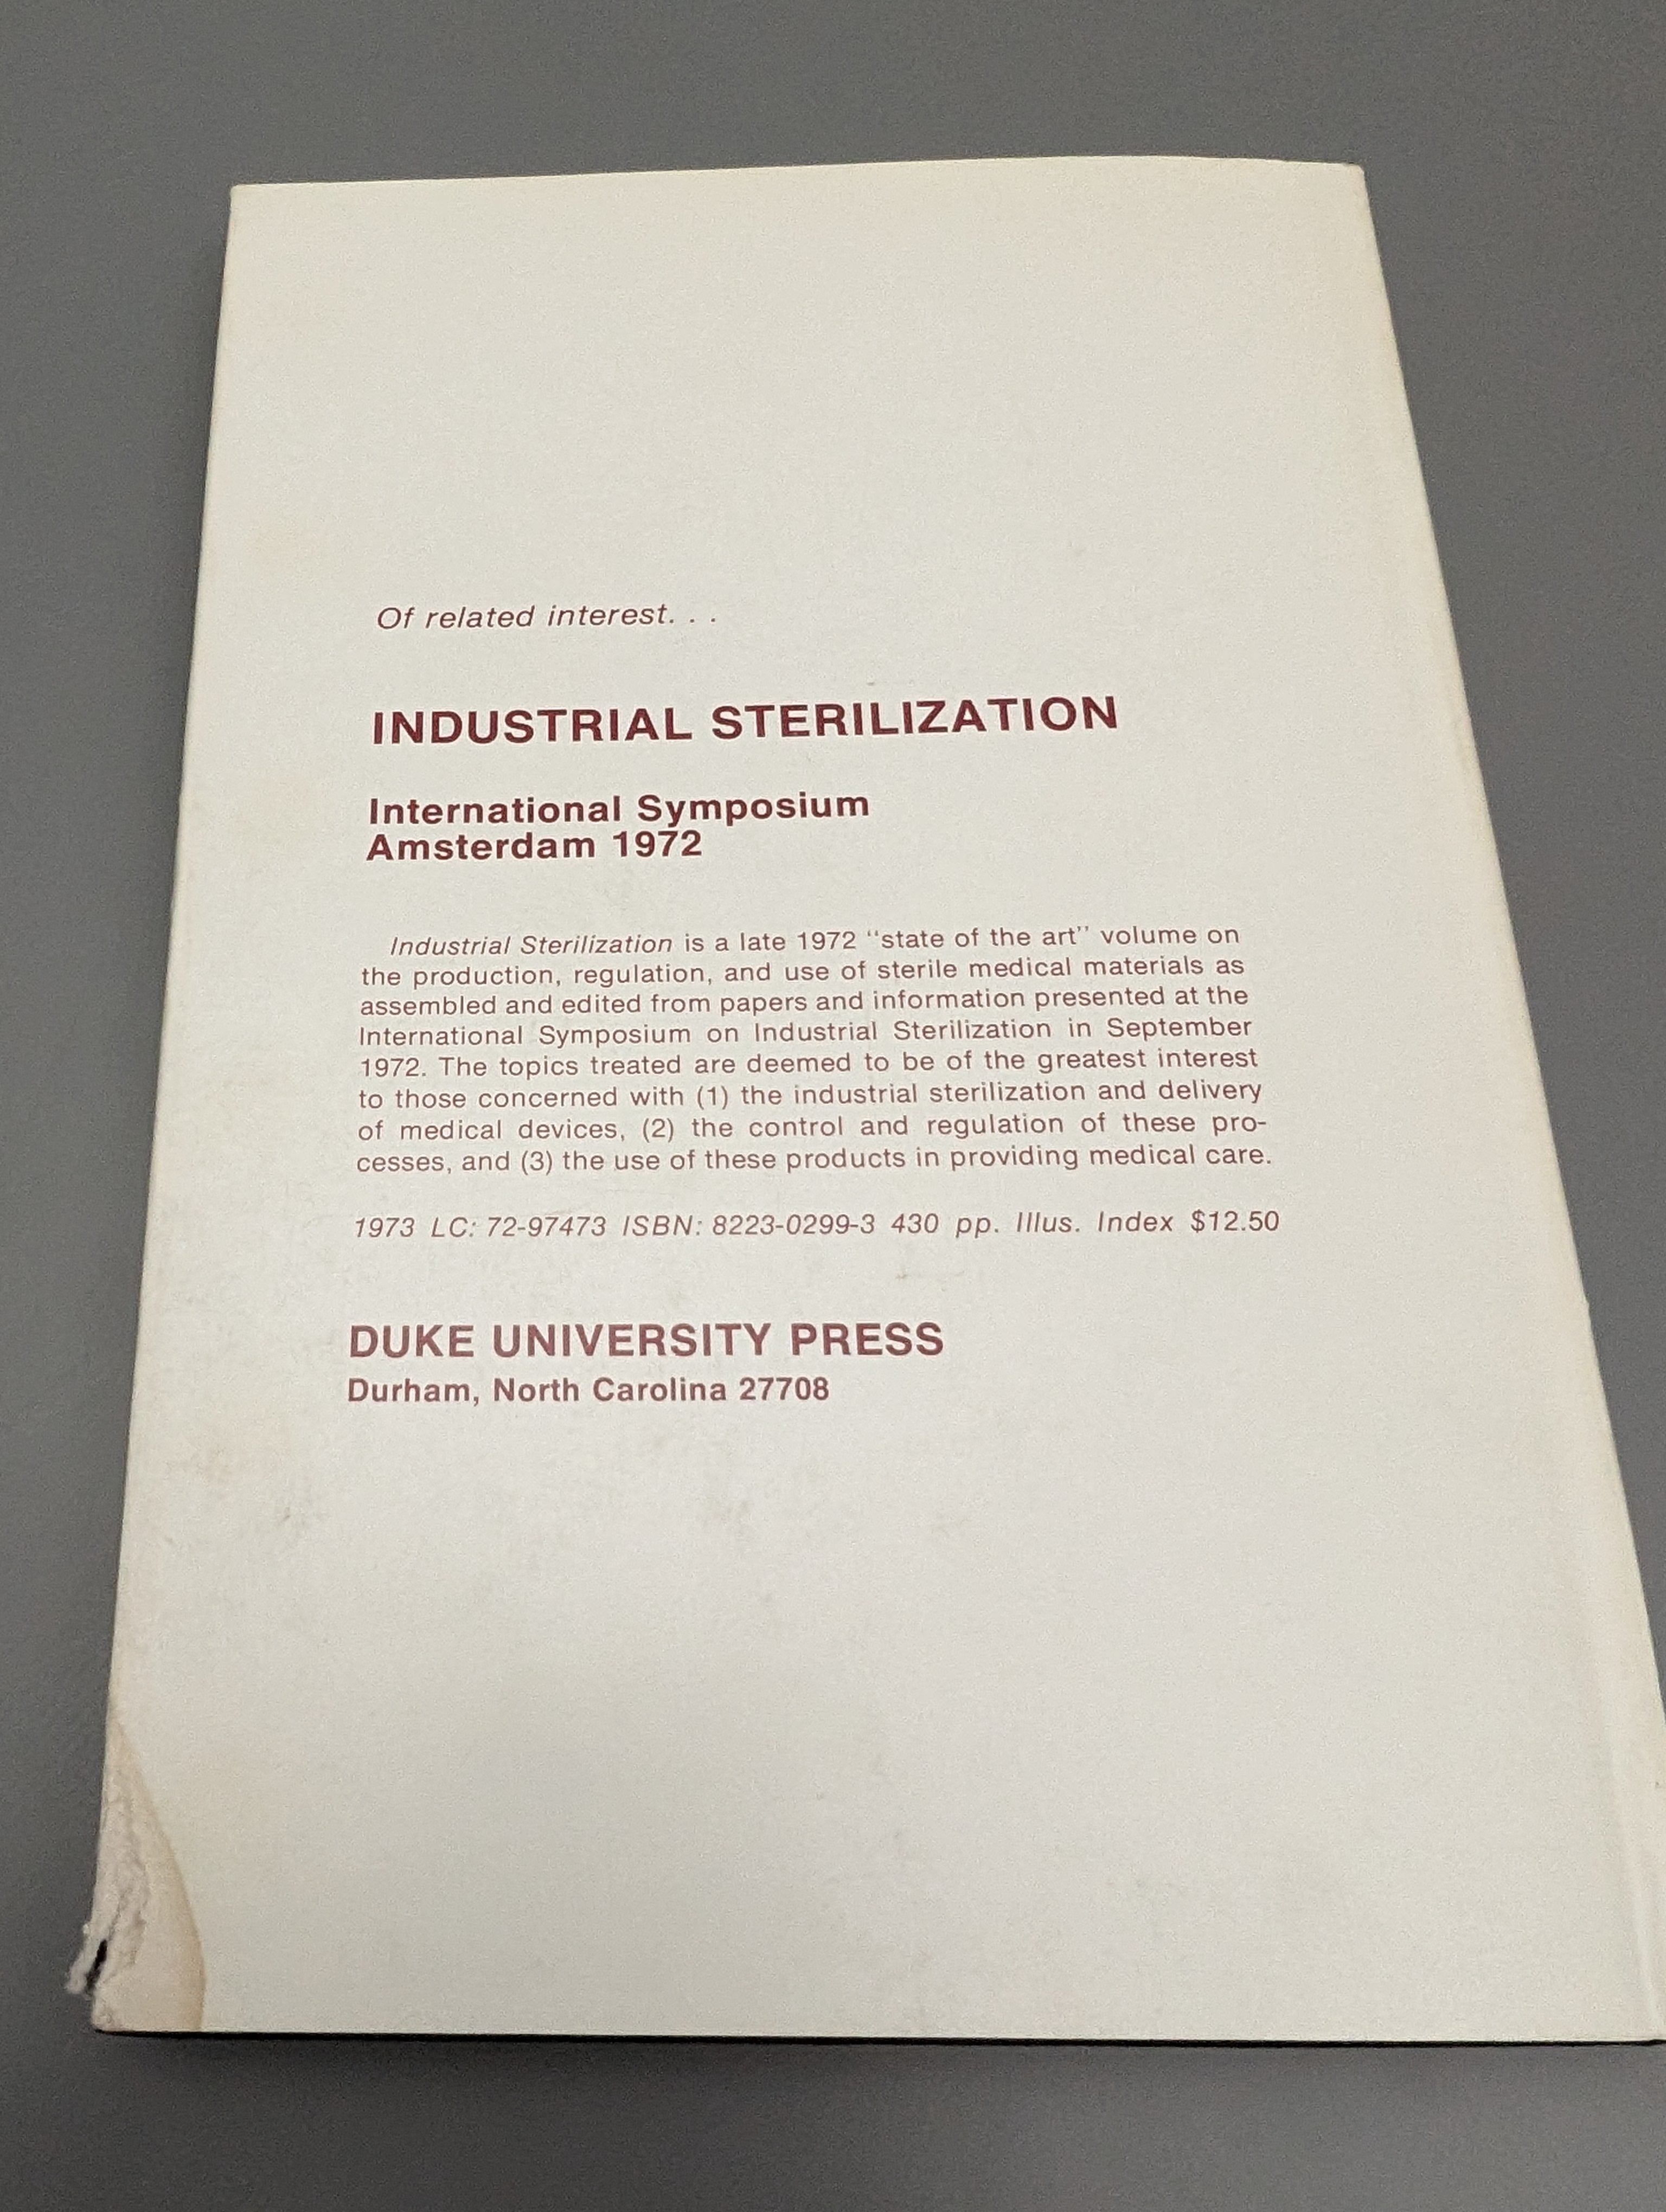 Of related interest. . .
INDUSTRIAL STERILIZATION
International Symposium
Amsterdam 1972
Industrial Sterilization is a late 1972 ‘‘state of the art’’ volume on
the production, regulation, and use of sterile medical materials as
assembled and edited from papers and information presented at the
International Symposium on Industrial Sterilization in September
1972. The topics treated are deemed to be of the greatest interest
to those concerned with (1) the industrial sterilization and delivery
of medical devices, (2) the control and regulation of these pro-
cesses, and (3) the use of these products in providing medical care.
1973 LC: 72-97473 ISBN: 8223-0299-3 430 pp. Illus. Index $12.50
DUKE UNIVERSITY PRESS
Durham, North Carolina 27708